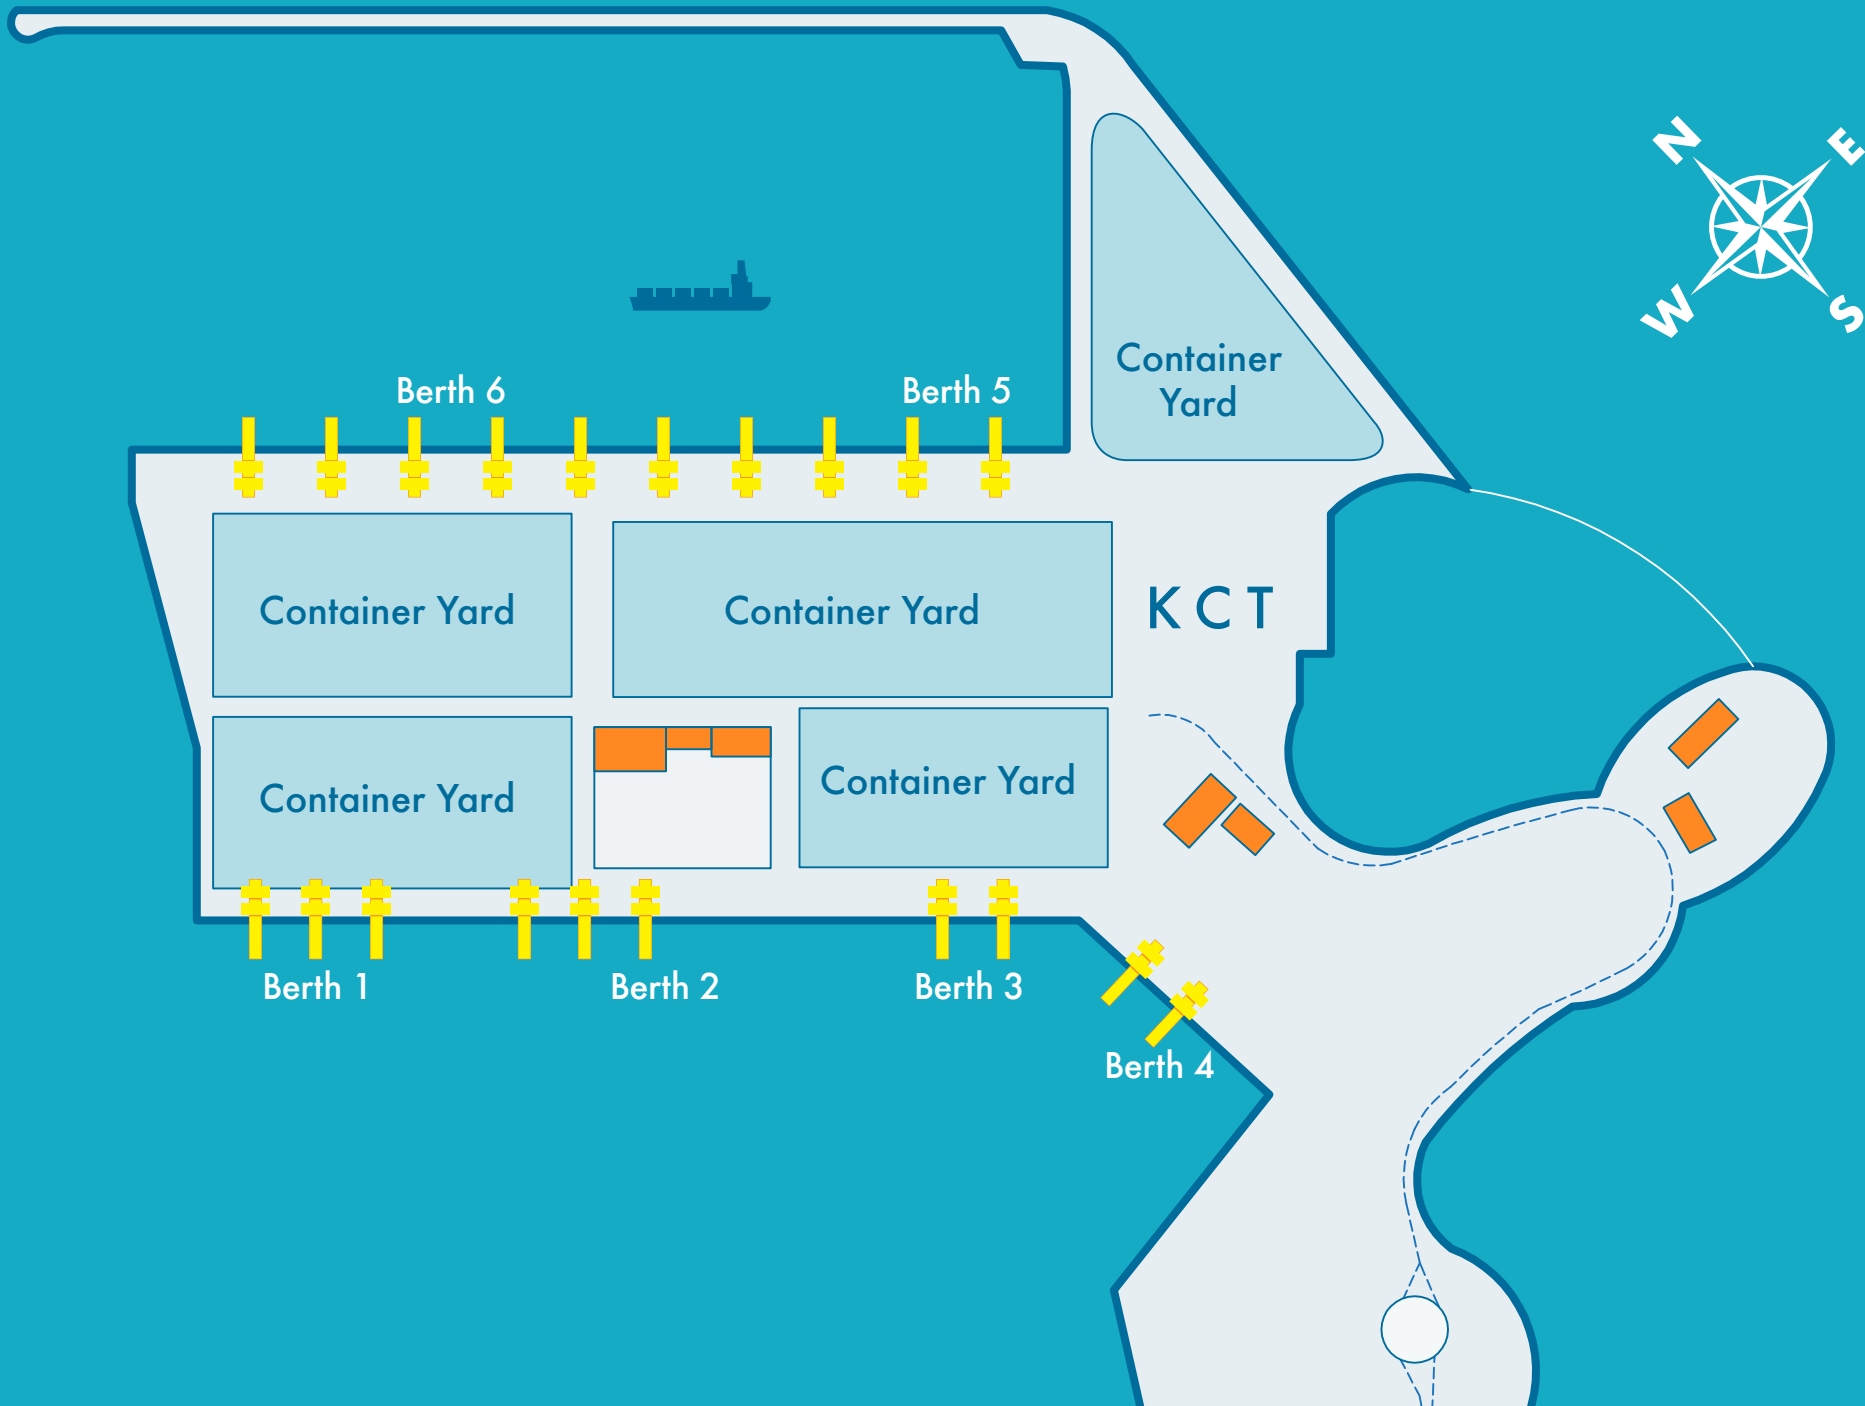 N
E
W
S
Container
Yard
Berth 6
Berth 5
Container Yard
Container Yard
K C T
Container Yard
Container Yard
Berth 1
Berth 2
Berth 3
Berth 4